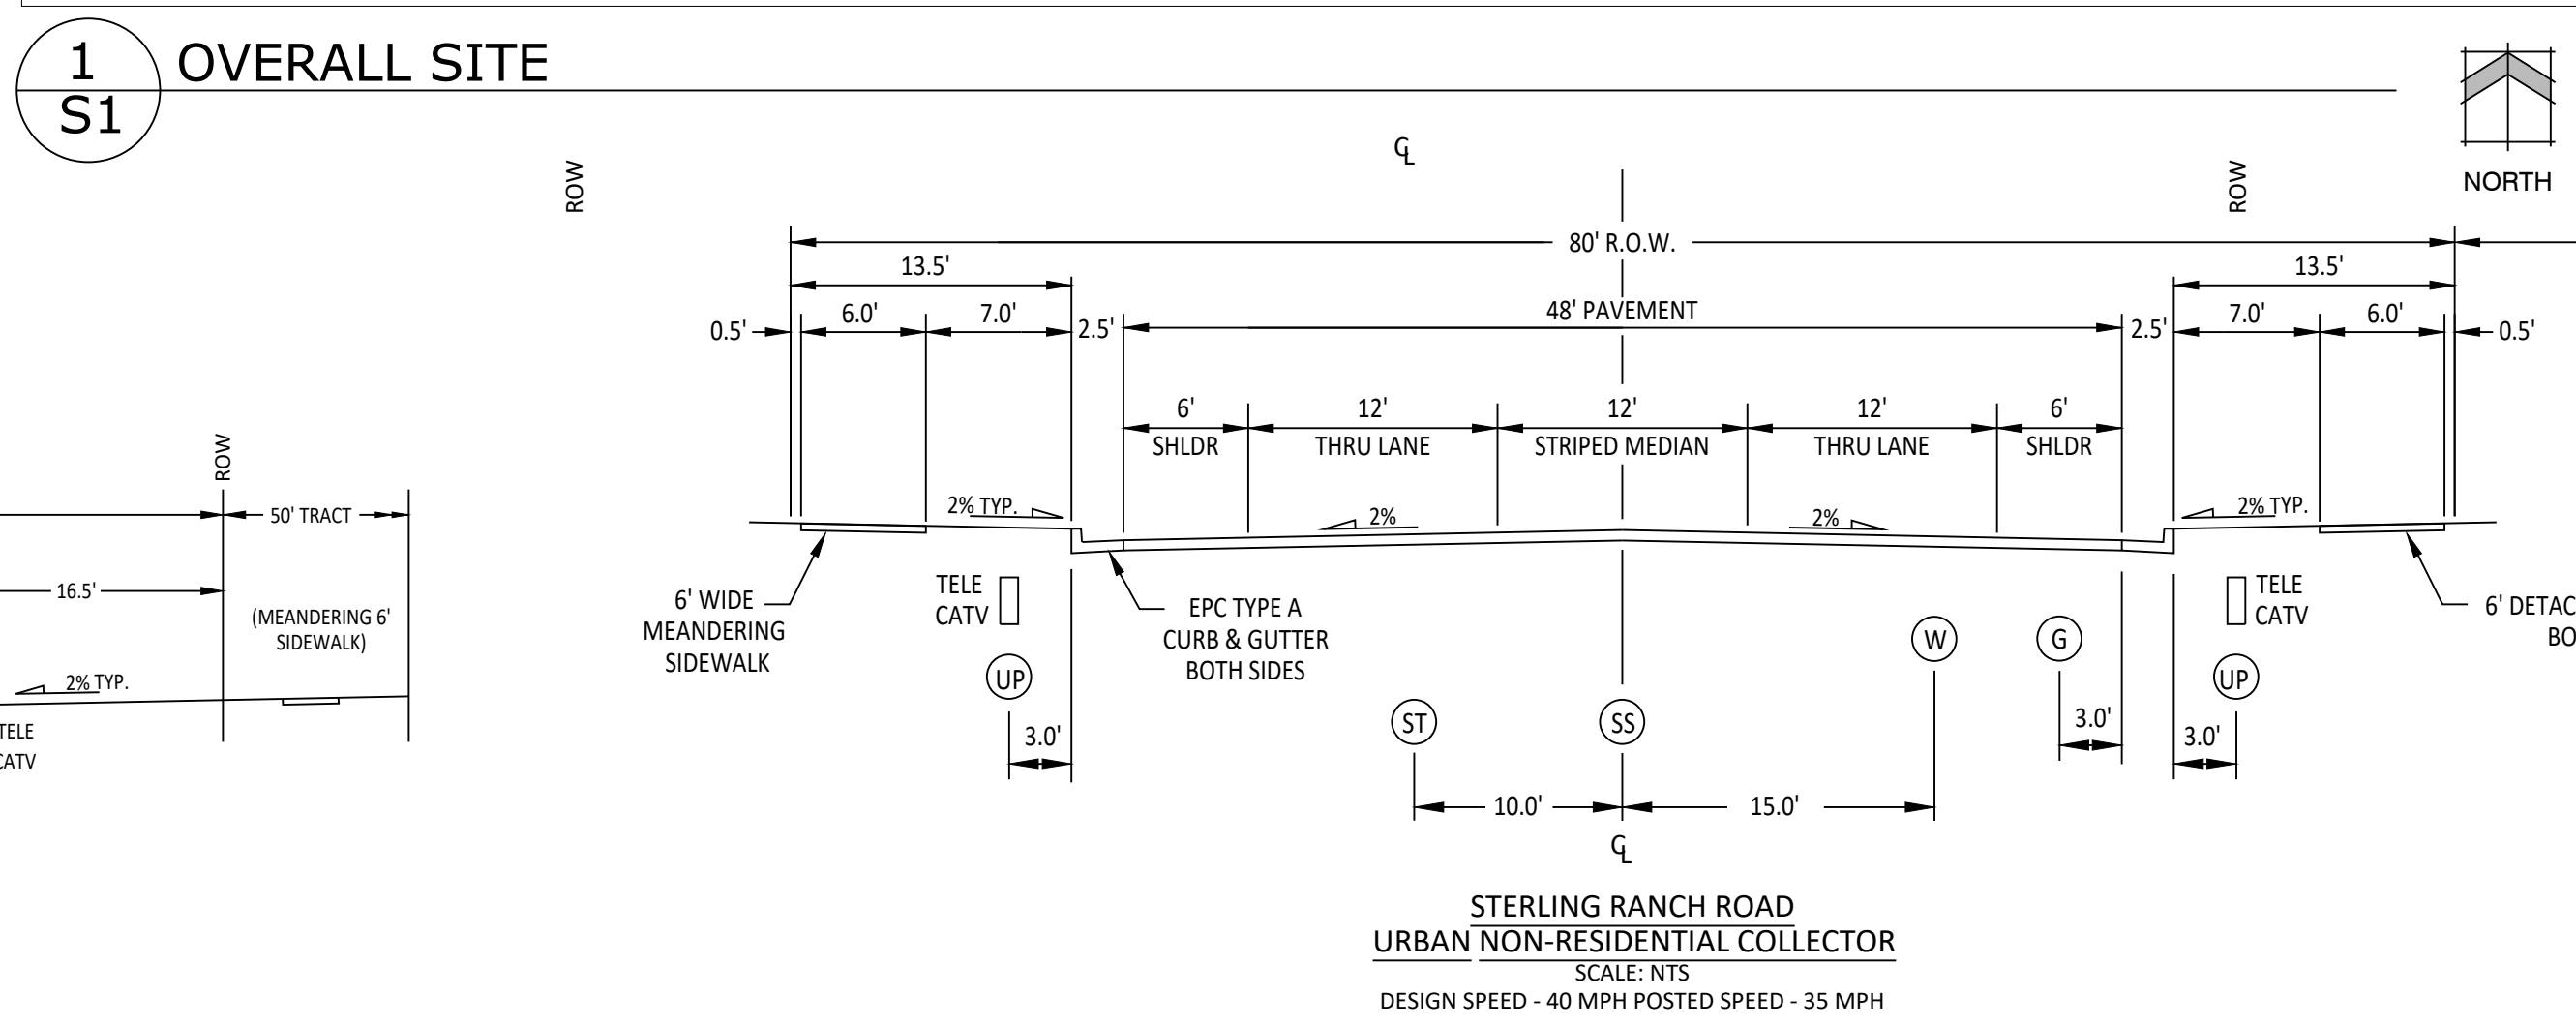 1
S1
OVERALL SITE
NORTH
ROW
CL
ROW
80' R.O.W.
13.5'
13.5'
0.5'
6.0'
7.0'
2.5'
48' PAVEMENT
2.5'
7.0'
6.0'
0.5'
6'
SHLDR
12'
THRU LANE
12'
STRIPED MEDIAN
12'
THRU LANE
6'
SHLDR
2% TYP.
2%
2%
2% TYP.
ROW
50' TRACT
16.5'
(MEANDERING 6'
SIDEWALK)
2% TYP.
TELE
CATV
6' WIDE
MEANDERING
SIDEWALK
TELE
CATV
UP
3.0'
EPC TYPE A
CURB & GUTTER
BOTH SIDES
ST
SS
W
G
3.0'
TELE
CATV
UP
3.0'
6' DETAC
BO
10.0'
15.0'
CL
STERLING RANCH ROAD
URBAN NON-RESIDENTIAL COLLECTOR
SCALE: NTS
DESIGN SPEED - 40 MPH POSTED SPEED - 35 MPH